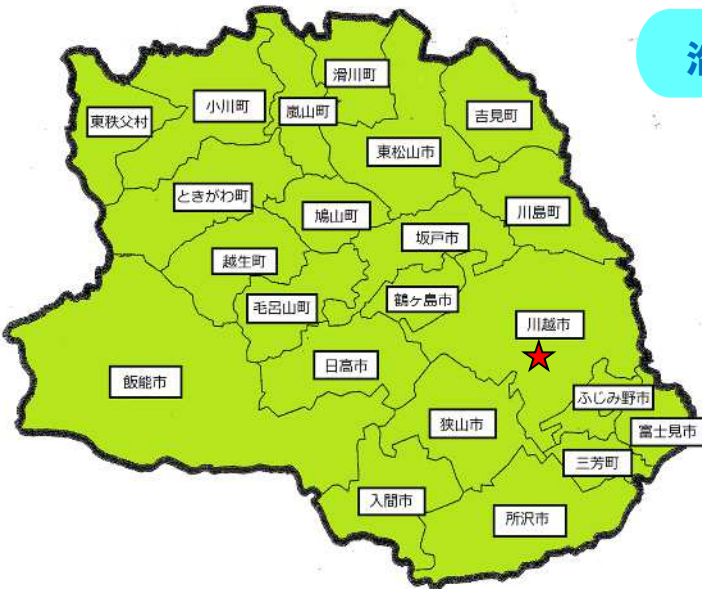 滑川町
小川町
嵐山町
吉見町
東秩父村
東松山市
ときがわ町
鳩山町
川島町
坂戸市
越生町
鶴ヶ島市
毛呂山町
川越市
日高市
飯能市
ふじみ野市
狭山市
富士見市
三芳町
入間市
所沢市